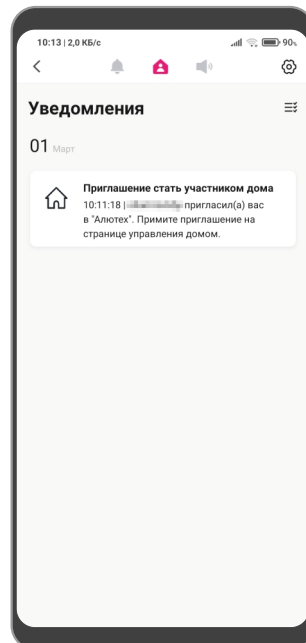 10:13 | 2,0 КБ/с 90%
Уведомления
01 Март
Приглашение стать участником дома
10:11:18 | пригласил(а) вас
в "Алютех". Примите приглашение на
странице управления домом.